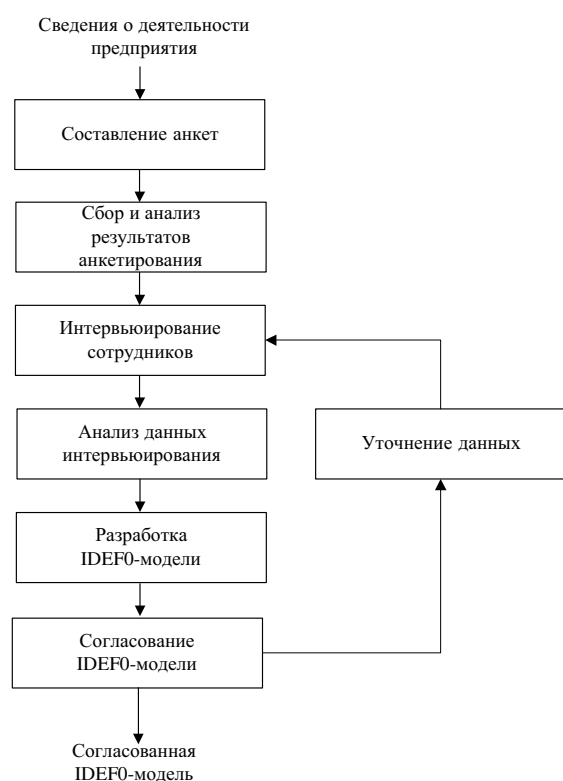 Сведения о деятельности
предприятия
Составление анкет
Сбор и анализ
результатов
анкетирования
Интервьюирование
сотрудников
Анализ данных
интервьюирования
Уточнение данных
Разработка
IDEF0-модели
Согласование
IDEF0-модели
Согласованная
IDEF0-модель